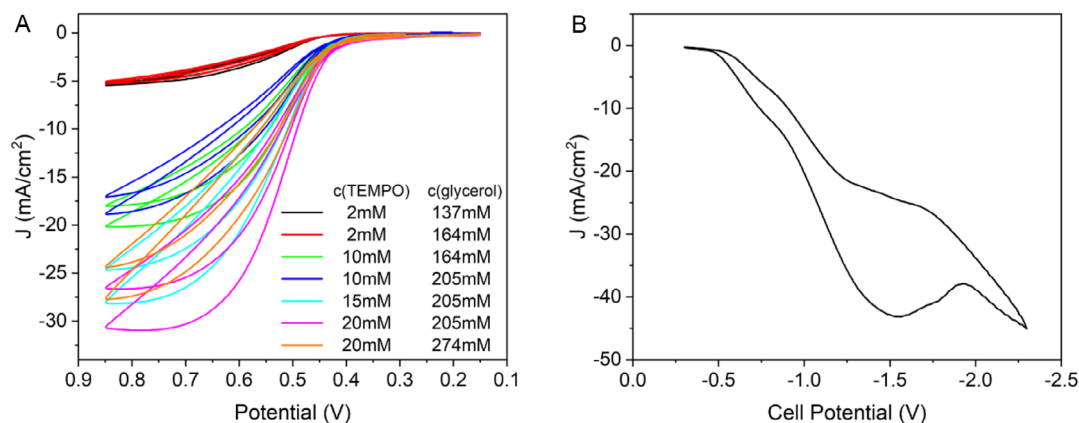 A
J (mA/cm²)
0
-5
-10
-15
-20
-25
-30
c(TEMPO) c(glycerol)
2mM 137mM
2mM 164mM
10mM 164mM
10mM 205mM
15mM 205mM
20mM 205mM
20mM 274mM
0.9 0.8 0.7 0.6 0.5 0.4 0.3 0.2 0.1
Potential (V)
B
J (mA/cm²)
0
-10
-20
-30
-40
-50
0.0 -0.5 -1.0 -1.5 -2.0 -2.5
Cell Potential (V)